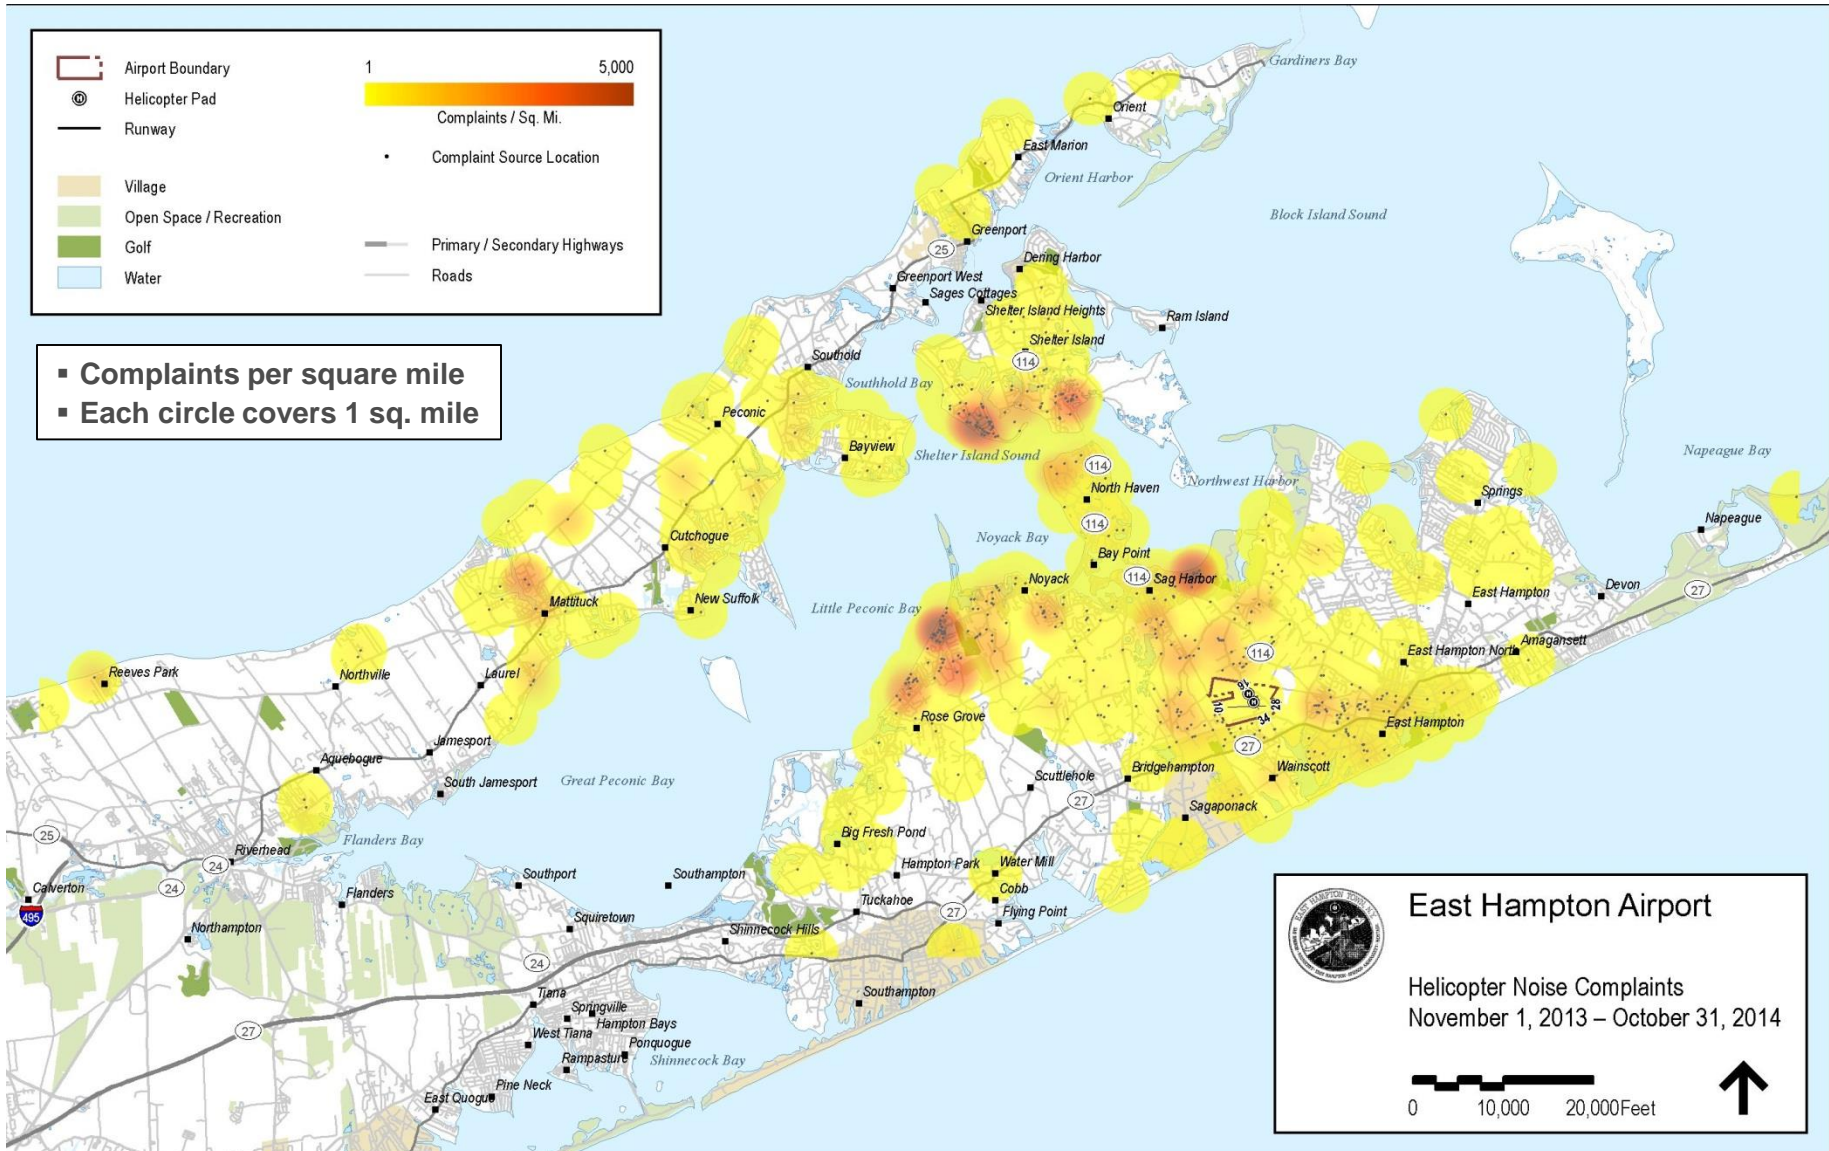 Airport Boundary
Helicopter Pad
Runway
Village
Open Space / Recreation
Golf
Water
1 5,000
Complaints / Sq. Mi.
Complaint Source Location
Primary / Secondary Highways
Roads
▪ Complaints per square mile
▪ Each circle covers 1 sq. mile
Gardiners Bay
Orient
East Marion
Orient Harbor
Block Island Sound
Greenport
25
Dering Harbor
Greenport West
Sages Cottages
Shelter Island Heights
Ram Island
Shelter Island
114
Southold
Southhold Bay
Peconic
Bayview
Shelter Island Sound
114
North Haven
Northwest Harbor
Napeague Bay
Springs
Napeague
114
Noyack Bay
Cutchogue
Bay Point
114
Sag Harbor
Noyack
Devon
27
East Hampton
Mattituck
New Suffolk
Little Peconic Bay
Amagansett
East Hampton North
114
Reeves Park
Northville
Laurel
10
28
34
Rose Grove
East Hampton
27
Jamesport
Aquebogue
South Jamesport
Great Peconic Bay
Scuttlehole
Bridgehampton
Wainscott
27
Sagaponack
25
Flanders Bay
Big Fresh Pond
Riverhead
24
24
Hampton Park
Water Mill
Calverton
495
Flanders
Southport
Southampton
Cobb
Tuckahoe
27
Flying Point
Northampton
Squiretown
Shinnecock Hills
24
Southampton
Tiana
Springville
Hampton Bays
27
West Tiana
Ponquogue
Rampasture
Shinnecock Bay
Pine Neck
East Quogue
East Hampton Airport
Helicopter Noise Complaints
November 1, 2013 – October 31, 2014
0 10,000 20,000Feet